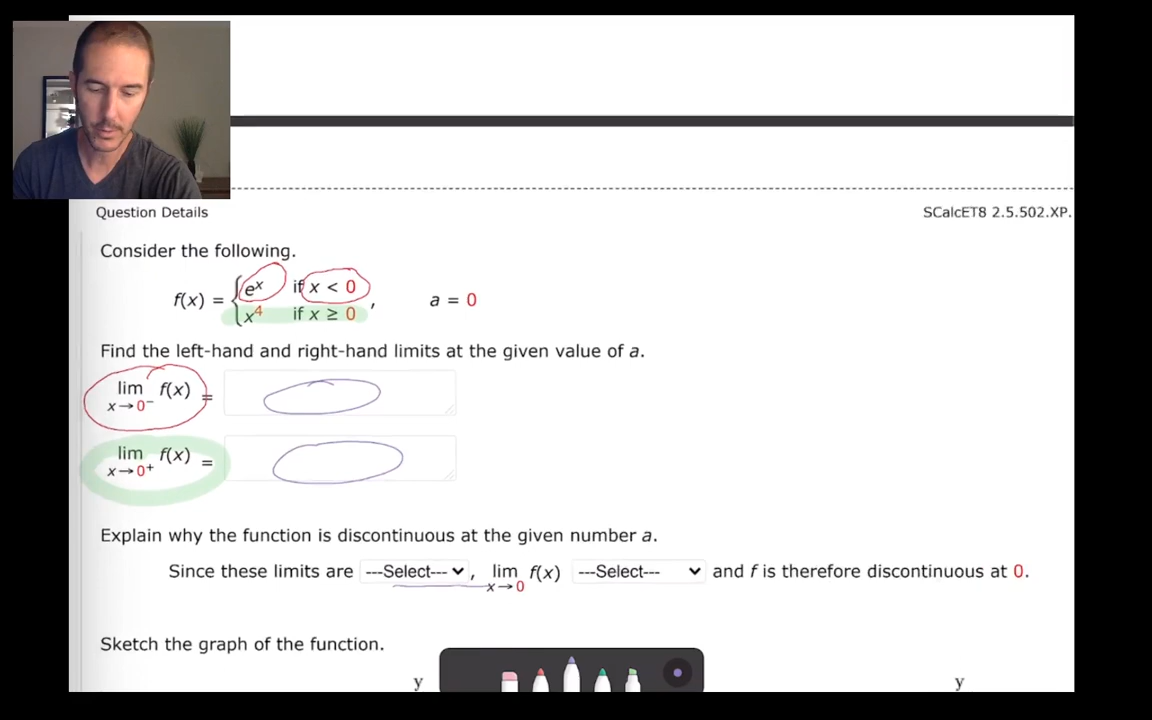 Question Details
SCalcET8 2.5.502.XP.
Consider the following.
f(x) = { eˣ if x < 0
x⁴ if x ≥ 0 , a = 0
Find the left-hand and right-hand limits at the given value of a.
lim x→0⁻ f(x) =
lim x→0⁺ f(x) =
Explain why the function is discontinuous at the given number a.
Since these limits are ---Select--- , lim x→0 f(x) ---Select--- and f is therefore discontinuous at 0.
Sketch the graph of the function.
y
y